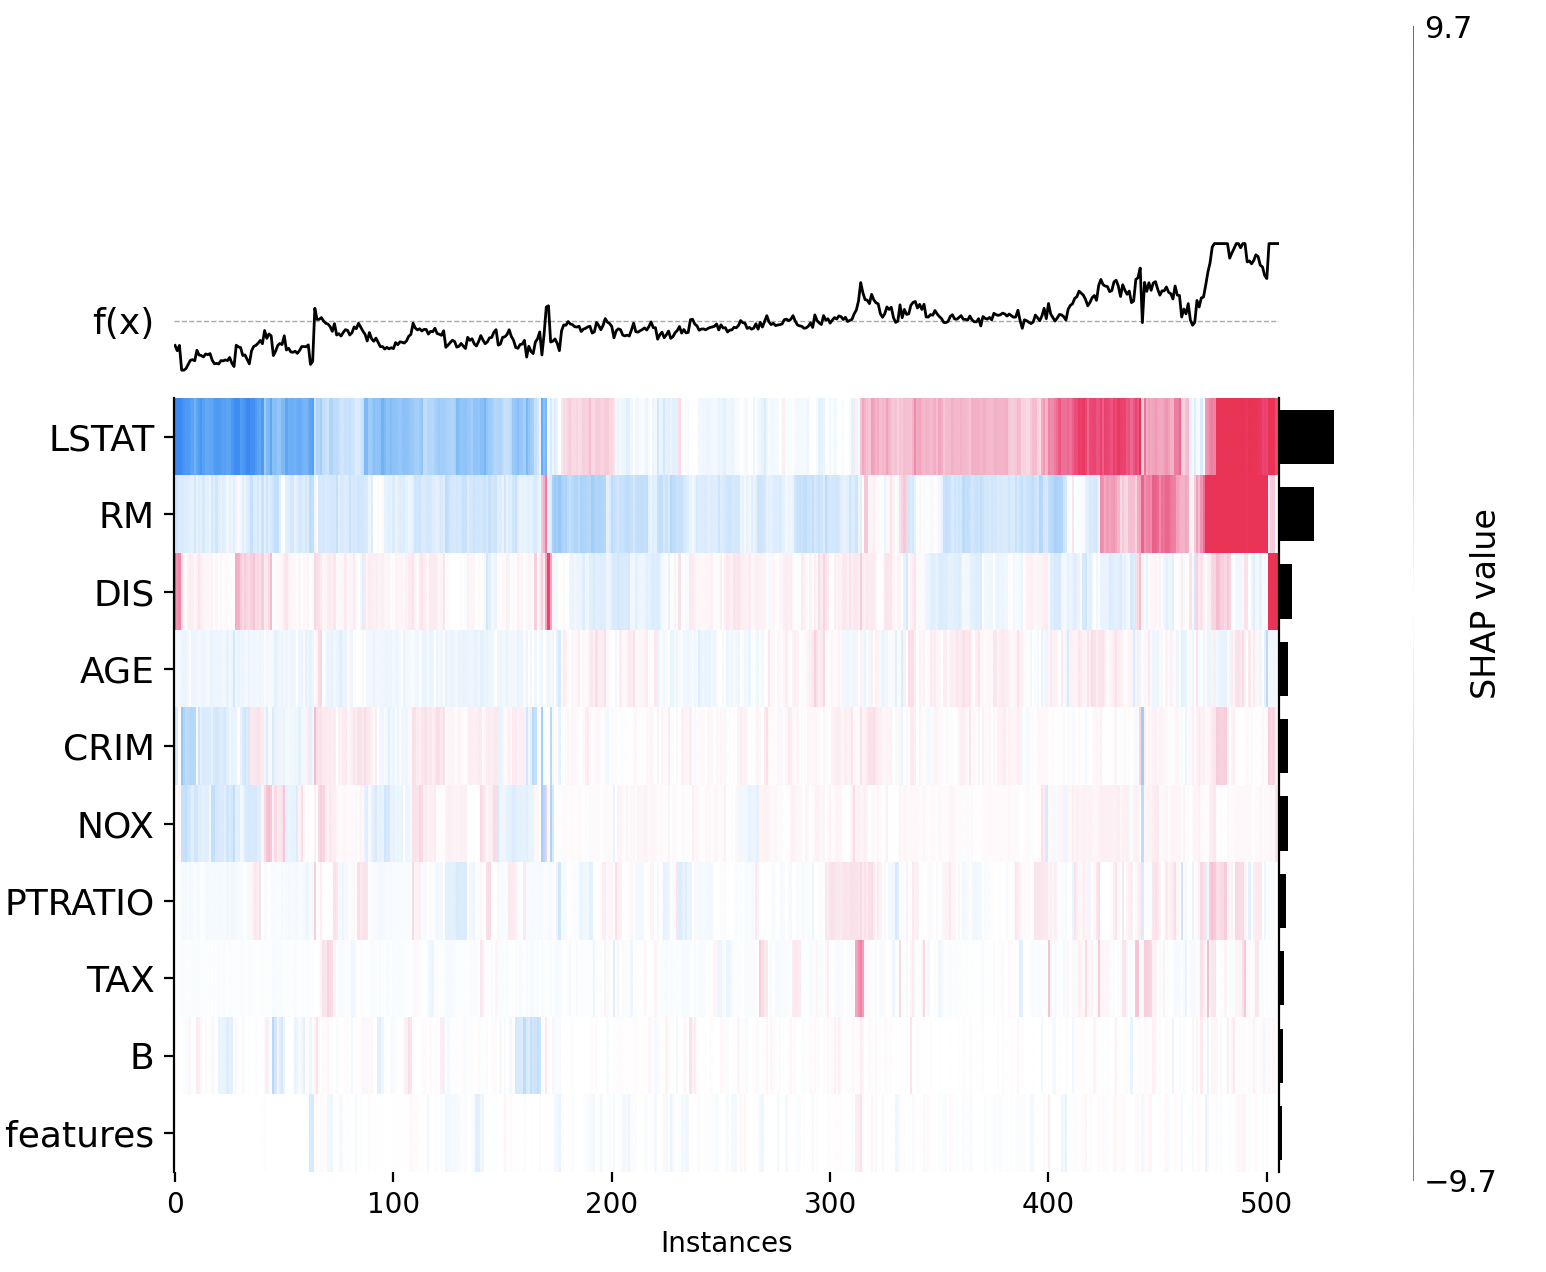 9.7
f(x)
LSTAT
RM
DIS
AGE
CRIM
NOX
PTRATIO
TAX
B
features
0 100 200 300 400 500
Instances
SHAP value
−9.7